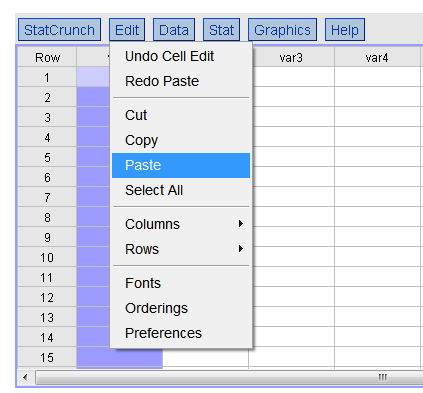 StatCrunch Edit Data Stat Graphics Help
Row var3 var4
Undo Cell Edit
Redo Paste
Cut
Copy
Paste
Select All
Columns
Rows
Fonts
Orderings
Preferences
1
2
3
4
5
6
7
8
9
10
11
12
13
14
15